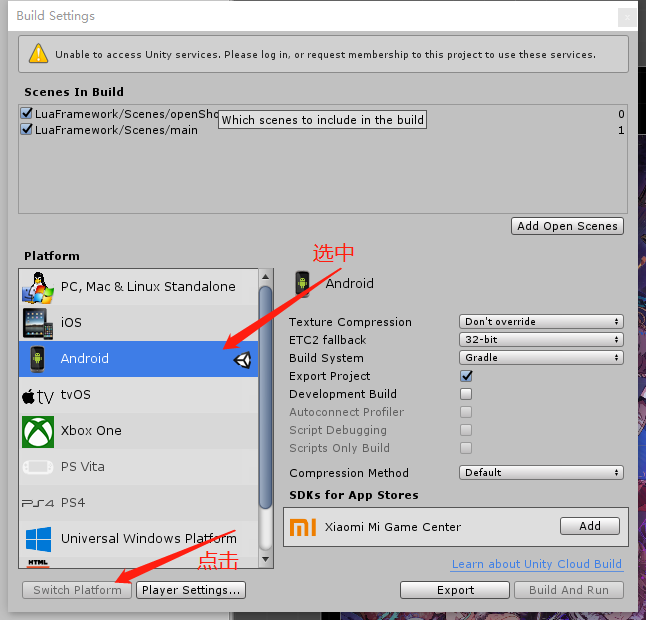 Build Settings
Unable to access Unity services. Please log in, or request membership to this project to use these services.
Scenes In Build
LuaFramework/Scenes/openSho 0
Which scenes to include in the build
LuaFramework/Scenes/main 1
Add Open Scenes
Platform
选中
PC, Mac & Linux Standalone
iOS
Android
tv tvOS
Xbox One
PS Vita
PS4 PS4
Universal Windows Platform
HTML
Android
Texture Compression Don't override
ETC2 fallback 32-bit
Build System Gradle
Export Project
Development Build
Autoconnect Profiler
Script Debugging
Scripts Only Build
Compression Method Default
SDKs for App Stores
Xiaomi Mi Game Center Add
Learn about Unity Cloud Build
点击
Switch Platform Player Settings... Export Build And Run